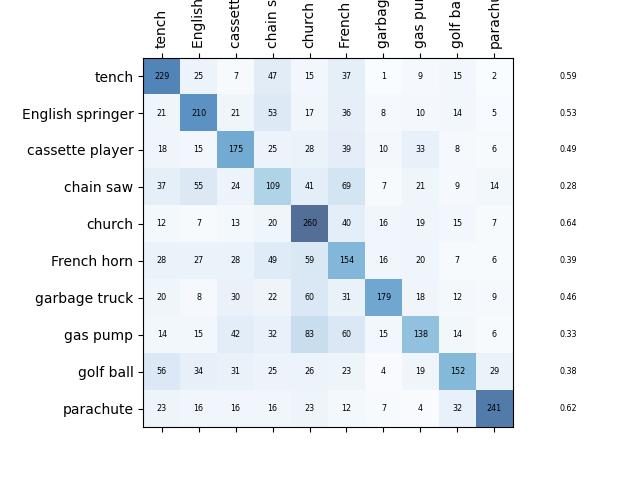 tench English cassett chain s church French garbag gas pu golf ba parach
tench 229 25 7 47 15 37 1 9 15 2 0.59
English springer 21 210 21 53 17 36 8 10 14 5 0.53
cassette player 18 15 175 25 28 39 10 33 8 6 0.49
chain saw 37 55 24 109 41 69 7 21 9 14 0.28
church 12 7 13 20 260 40 16 19 15 7 0.64
French horn 28 27 28 49 59 154 16 20 7 6 0.39
garbage truck 20 8 30 22 60 31 179 18 12 9 0.46
gas pump 14 15 42 32 83 60 15 138 14 6 0.33
golf ball 56 34 31 25 26 23 4 19 152 29 0.38
parachute 23 16 16 16 23 12 7 4 32 241 0.62